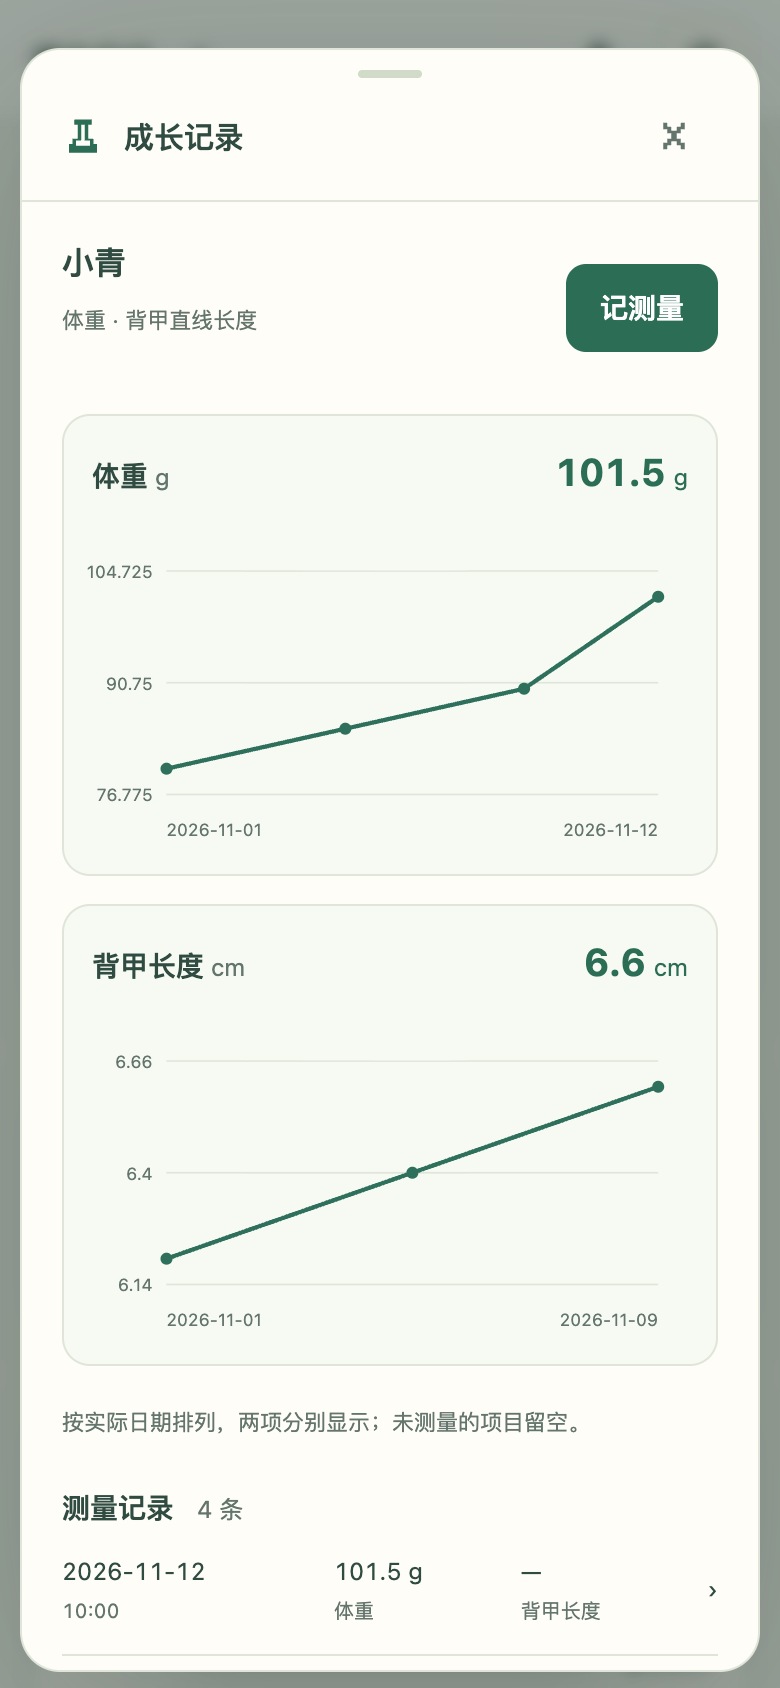 成长记录
小青
体重 · 背甲直线长度
记测量
体重 g
101.5 g
104.725
90.75
76.775
2026-11-01
2026-11-12
背甲长度 cm
6.6 cm
6.66
6.4
6.14
2026-11-01
2026-11-09
按实际日期排列，两项分别显示；未测量的项目留空。
测量记录 4 条
2026-11-12 101.5 g —
10:00 体重 背甲长度